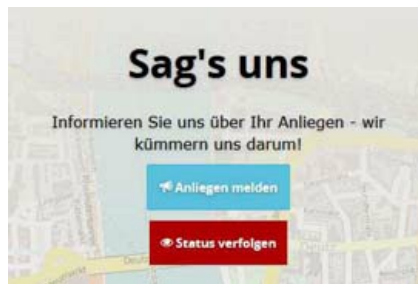 Sag's uns
Informieren Sie uns über Ihr Anliegen - wir
kümmern uns darum!
Anliegen melden
Status verfolgen